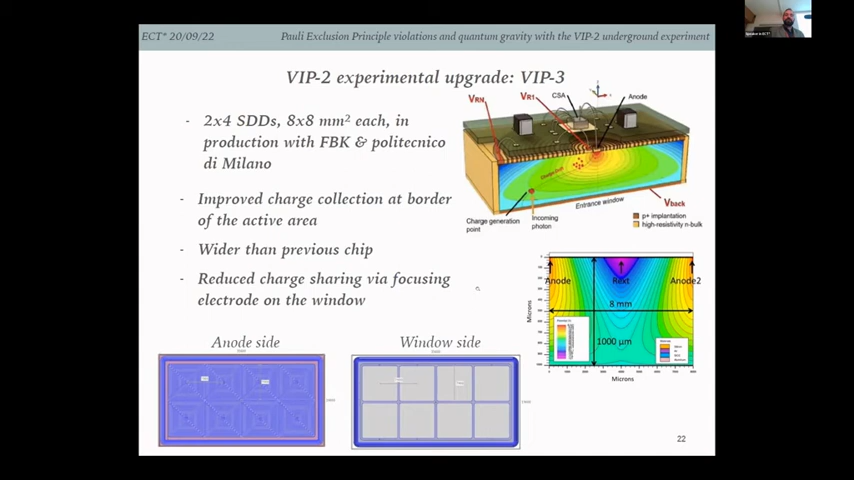 ECT* 20/09/22
Pauli Exclusion Principle violations and quantum gravity with the VIP-2 underground experiment
VIP-2 experimental upgrade: VIP-3
- 2x4 SDDs, 8x8 mm² each, in
production with FBK & politecnico
di Milano
- Improved charge collection at border
of the active area
- Wider than previous chip
- Reduced charge sharing via focusing
electrode on the window
VRN
VR1
CSA
Anode
Charge generation
point
Incoming
photon
Entrance window
Vback
p+ implantation
high-resistivity n-bulk
Anode
Rext
Anode2
8 mm
1000 µm
Microns
Microns
Anode side
Window side
22